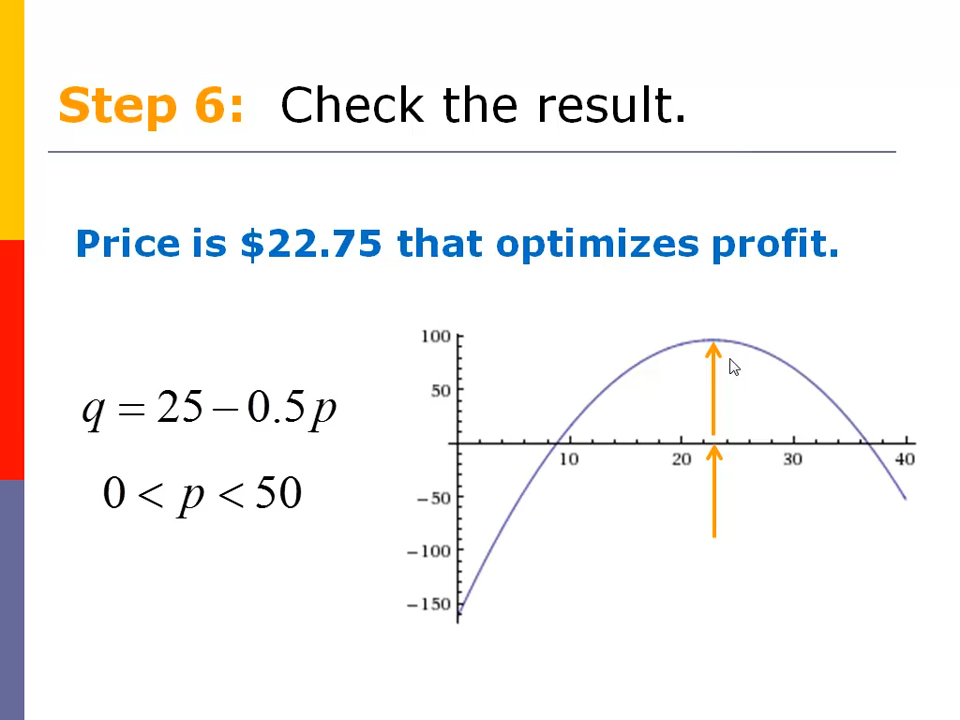 Step 6: Check the result.
Price is $22.75 that optimizes profit.
q = 25 – 0.5 p
0 < p < 50
100
50
10 20 30 40
−50
−100
−150